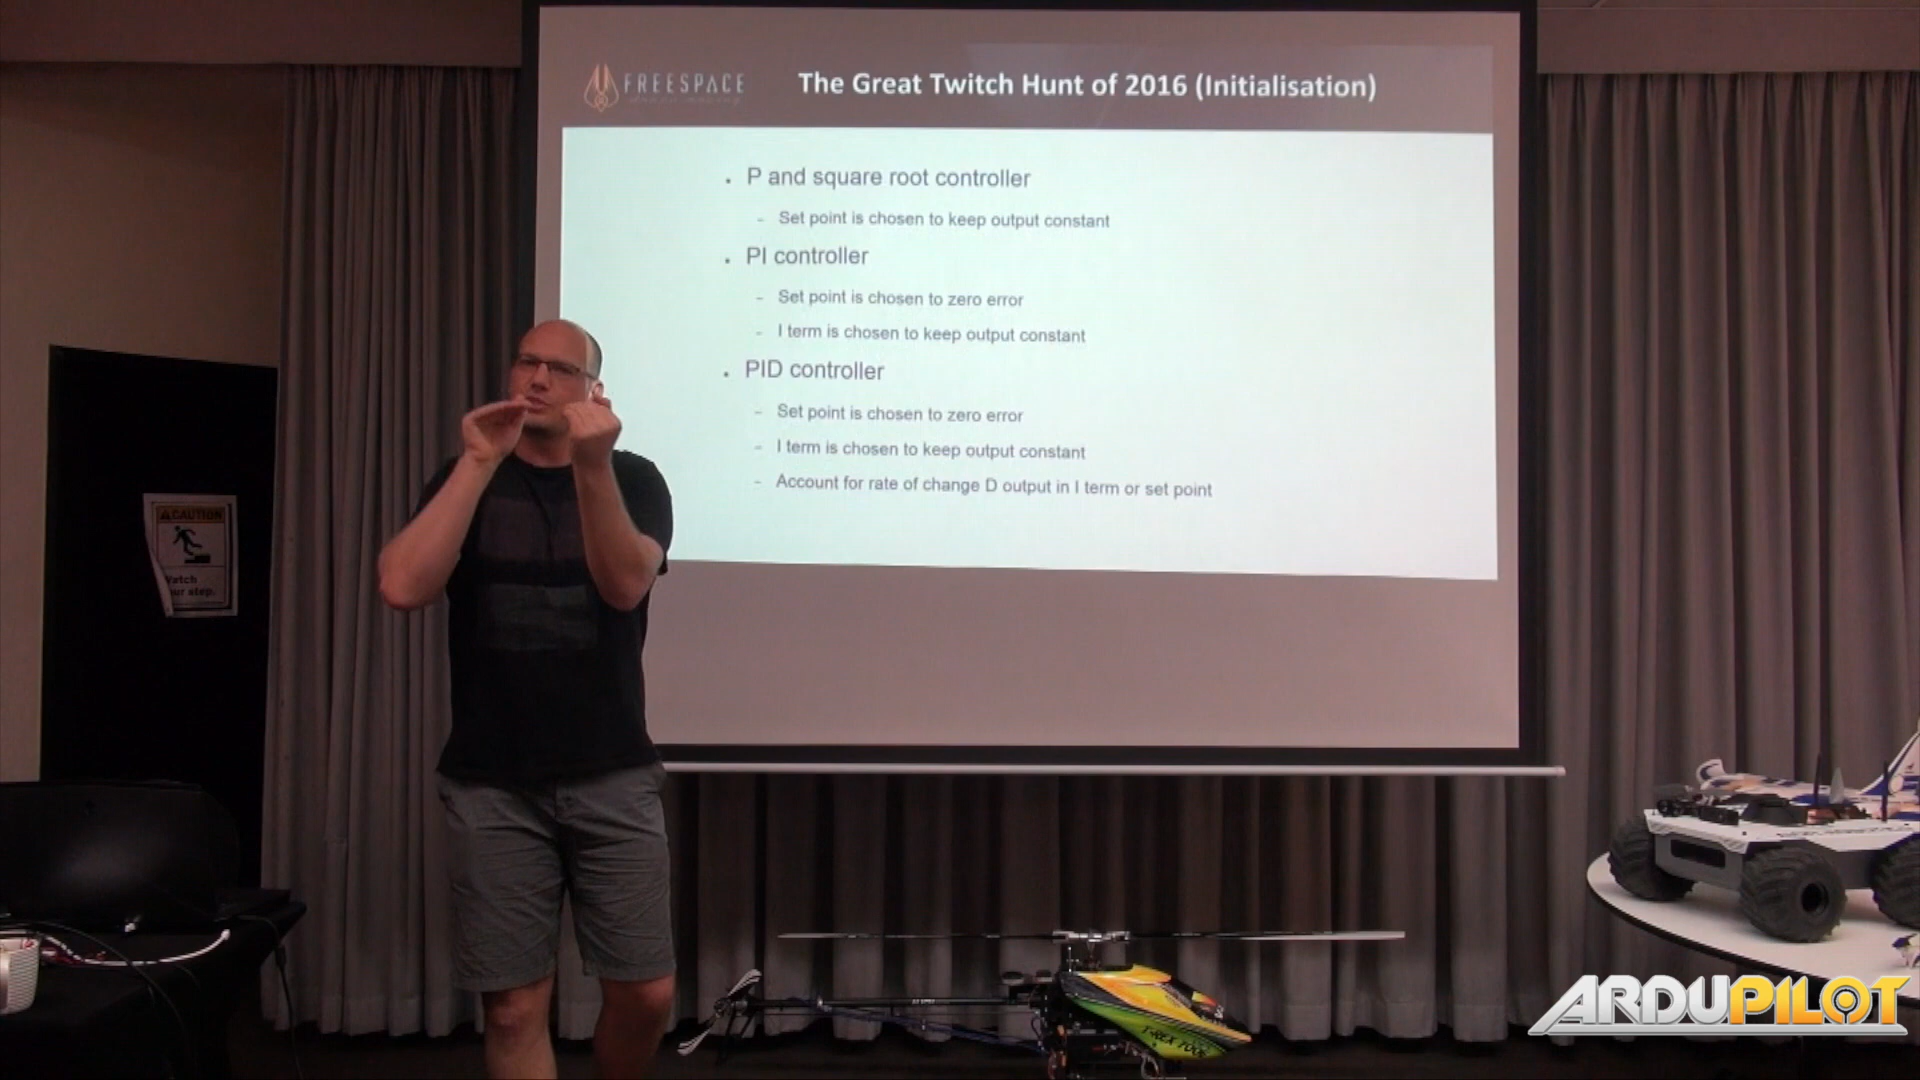 FREESPACE
The Great Twitch Hunt of 2016 (Initialisation)
. P and square root controller
- Set point is chosen to keep output constant
. PI controller
- Set point is chosen to zero error
- I term is chosen to keep output constant
. PID controller
- Set point is chosen to zero error
- I term is chosen to keep output constant
- Account for rate of change D output in I term or set point
CAUTION
Watch
ur step.
T-REX 700E
ARDUPILOT